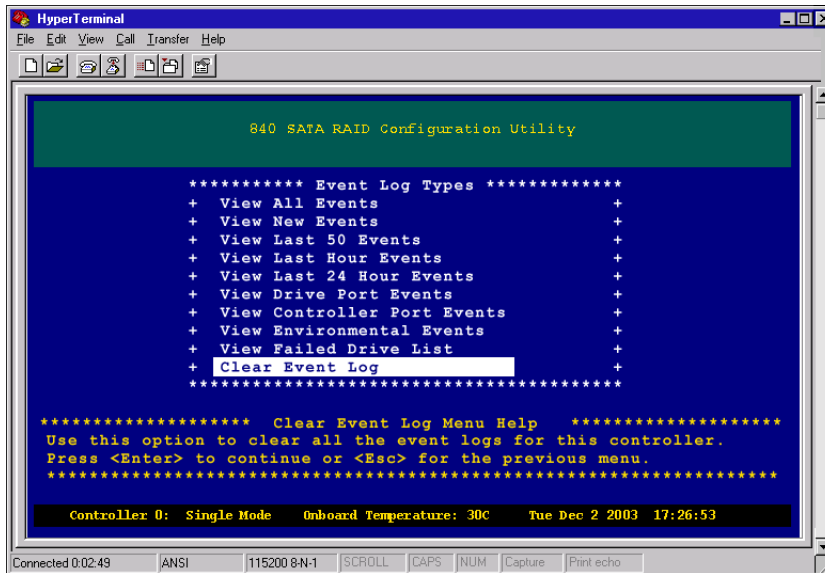 HyperTerminal
File Edit View Call Transfer Help
840 SATA RAID Configuration Utility
*********** Event Log Types *************
+ View All Events +
+ View New Events +
+ View Last 50 Events +
+ View Last Hour Events +
+ View Last 24 Hour Events +
+ View Drive Port Events +
+ View Controller Port Events +
+ View Environmental Events +
+ View Failed Drive List +
+ Clear Event Log +
*****************************************
******************** Clear Event Log Menu Help ********************
Use this option to clear all the event logs for this controller.
Press <Enter> to continue or <Esc> for the previous menu.
**********************************************************************
Controller 0: Single Mode Onboard Temperature: 30C Tue Dec 2 2003 17:26:53
Connected 0:02:49 ANSI 115200 8-N-1 SCROLL CAPS NUM Capture Print echo